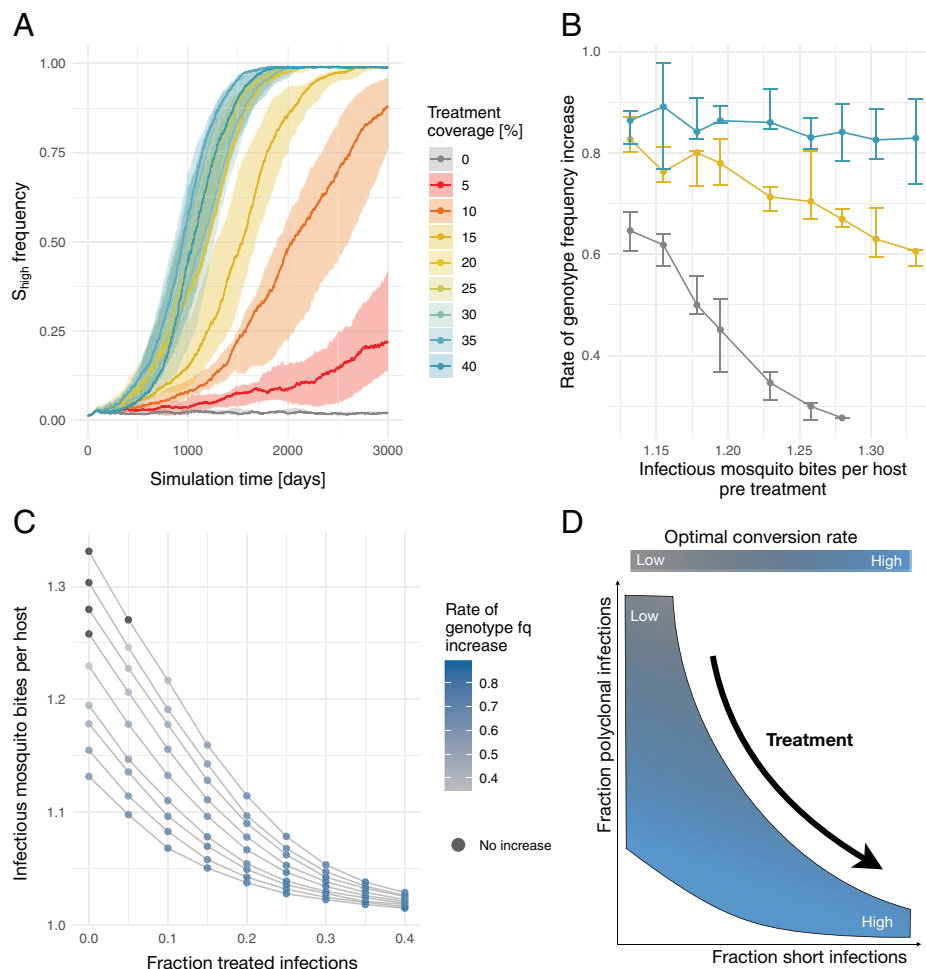 A
1.00
0.75
0.50
0.25
0.00
S_high frequency
0
1000
2000
3000
Simulation time [days]
Treatment
coverage [%]
0
5
10
15
20
25
30
35
40
B
1.0
0.8
0.6
0.4
Rate of genotype frequency increase
1.15
1.20
1.25
1.30
Infectious mosquito bites per host
pre treatment
C
1.3
1.2
1.1
1.0
Infectious mosquito bites per host
0.0
0.1
0.2
0.3
0.4
Fraction treated infections
Rate of
genotype fq
increase
0.8
0.7
0.6
0.5
0.4
No increase
D
Optimal conversion rate
Low
High
Fraction polyclonal infections
Low
Treatment
High
Fraction short infections